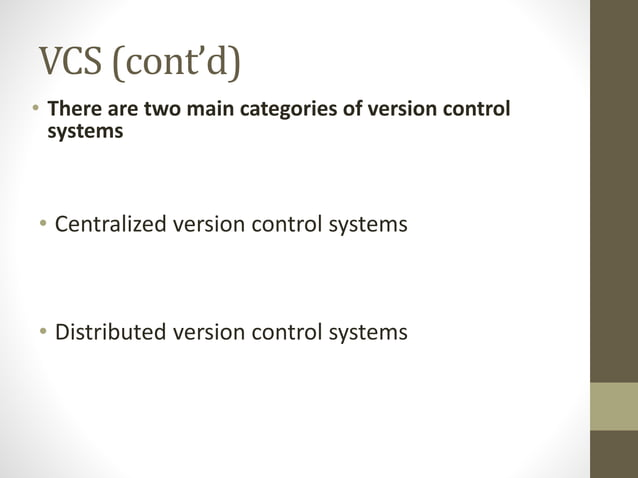 VCS (cont’d)
• There are two main categories of version control
systems
• Centralized version control systems
• Distributed version control systems